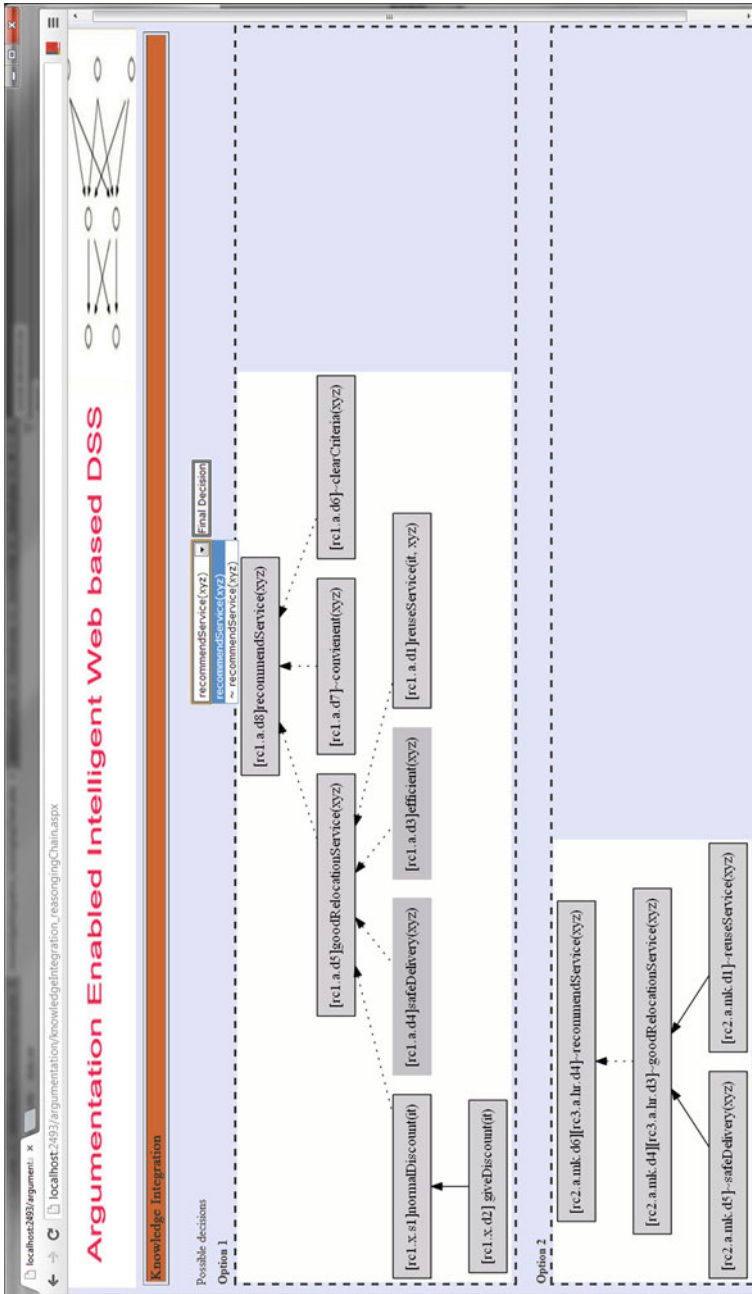 localhost:2493/argumenta ×
localhost:2493/argumentation/knowledgeIntegration_reasongingChain.aspx
Argumentation Enabled Intelligent Web based DSS
Knowledge Integration
Possible decisions
recommendService(xyz)
Final Decision
recommendService(xyz)
~ recommendService(xyz)
Option 1
[rc1.a.d8]recommendService(xyz)
[rc1.a.d5]goodRelocationService(xyz)
[rc1.a.d7]~convienent(xyz)
[rc1.a.d6]~clearCriteria(xyz)
[rc1.x.s1]normalDiscount(it)
[rc1.a.d4]safeDelivery(xyz)
[rc1.a.d3]efficient(xyz)
[rc1.a.d1]reuseService(it, xyz)
[rc1.x.d2] giveDiscount(it)
Option 2
[rc2.a.mk.d6][rc3.a.hr.d4]~recommendService(xyz)
[rc2.a.mk.d4][rc3.a.hr.d3]~goodRelocationService(xyz)
[rc2.a.mk.d5]~safeDelivery(xyz)
[rc2.a.mk.d1]~reuseService(xyz)